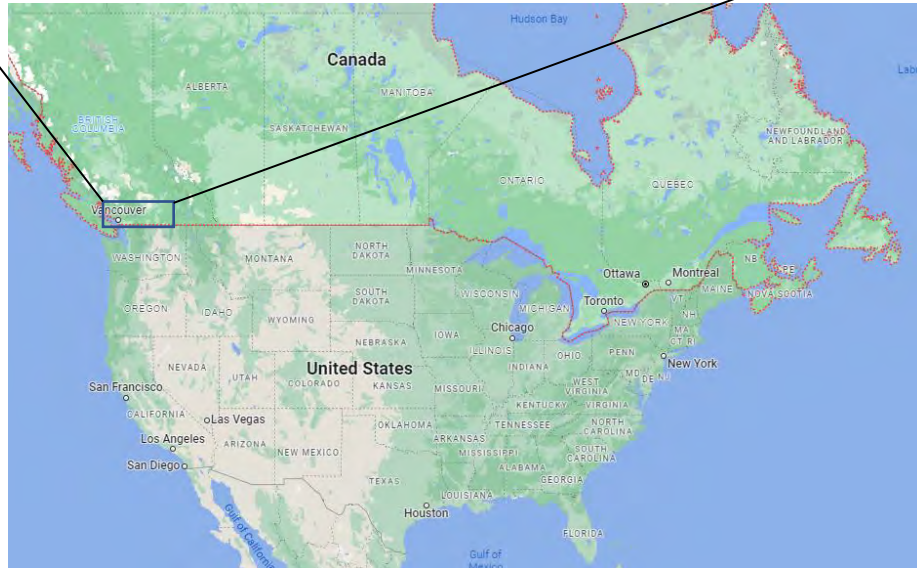 Hudson Bay
Canada
Lab
ALBERTA
MANITOBA
BRITISH
COLUMBIA
SASKATCHEWAN
NEWFOUNDLAND
AND LABRADOR
ONTARIO
QUEBEC
Vancouver
WASHINGTON
MONTANA
NORTH
DAKOTA
MINNESOTA
Ottawa
Montreal
NB
PE
MAINE
NOVA SCOTIA
OREGON
IDAHO
SOUTH
DAKOTA
WISCONSIN
MICHIGAN
Toronto
VT
NH
WYOMING
NEW YORK
MA
CT RI
Chicago
IOWA
NEBRASKA
ILLINOIS
INDIANA
OHIO
PENN
New York
NEVADA
UTAH
United States
COLORADO
KANSAS
MISSOURI
WEST
VIRGINIA
MD
DE
NJ
San Francisco
CALIFORNIA
Las Vegas
KENTUCKY
VIRGINIA
OKLAHOMA
TENNESSEE
NORTH
CAROLINA
Los Angeles
ARIZONA
NEW MEXICO
ARKANSAS
MISSISSIPPI
SOUTH
CAROLINA
San Diego
ALABAMA
TEXAS
GEORGIA
LOUISIANA
Houston
Gulf of California
FLORIDA
Gulf of
Mexico